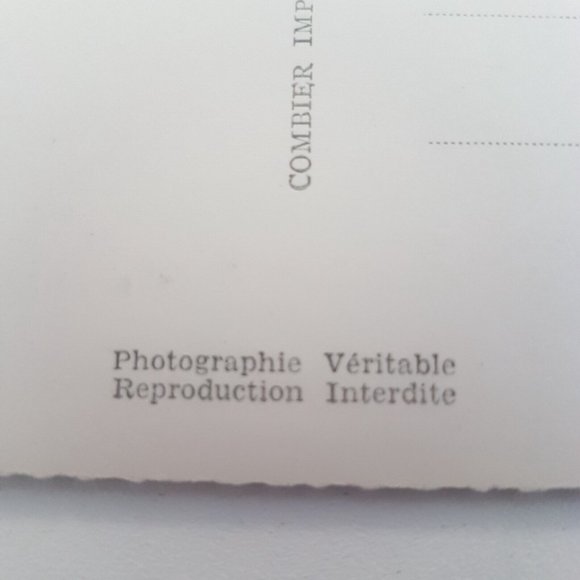 COMBIER IMP
Photographie Véritable
Reproduction Interdite